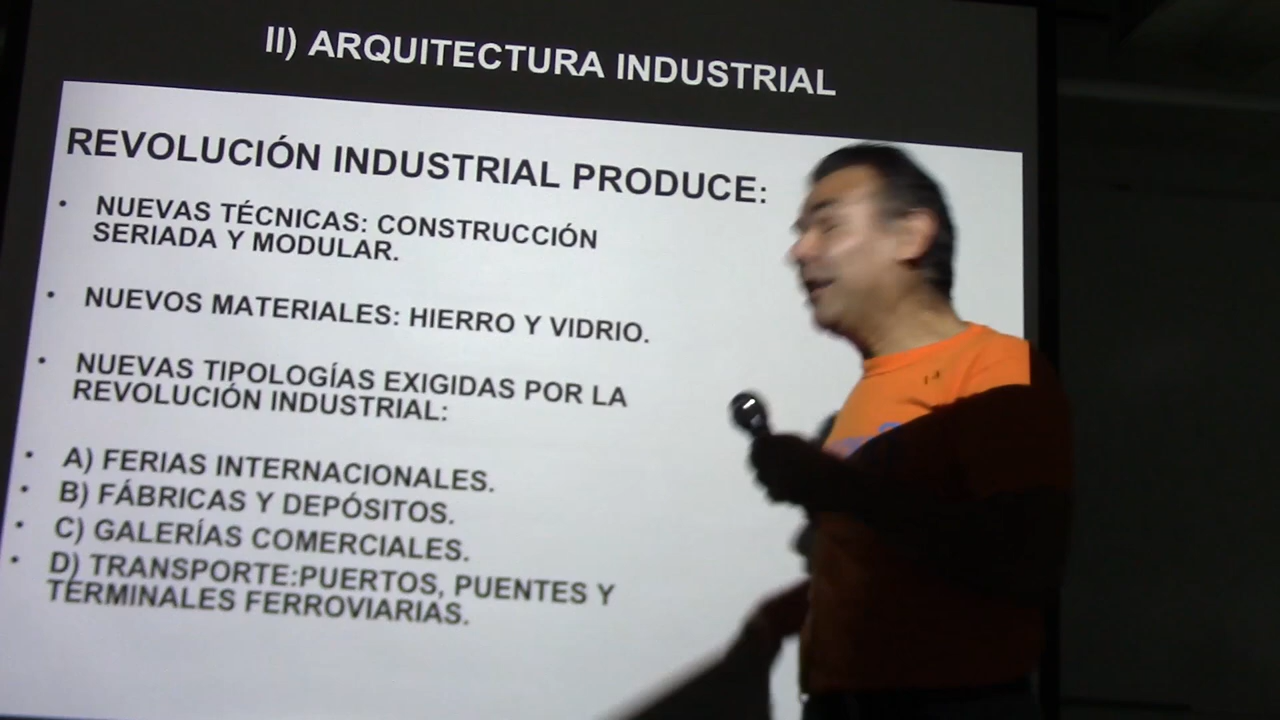 II) ARQUITECTURA INDUSTRIAL
REVOLUCIÓN INDUSTRIAL PRODUCE:
• NUEVAS TÉCNICAS: CONSTRUCCIÓN
SERIADA Y MODULAR.
• NUEVOS MATERIALES: HIERRO Y VIDRIO.
• NUEVAS TIPOLOGÍAS EXIGIDAS POR LA
REVOLUCIÓN INDUSTRIAL:
• A) FERIAS INTERNACIONALES.
• B) FÁBRICAS Y DEPÓSITOS.
• C) GALERÍAS COMERCIALES.
• D) TRANSPORTE:PUERTOS, PUENTES Y
TERMINALES FERROVIARIAS.